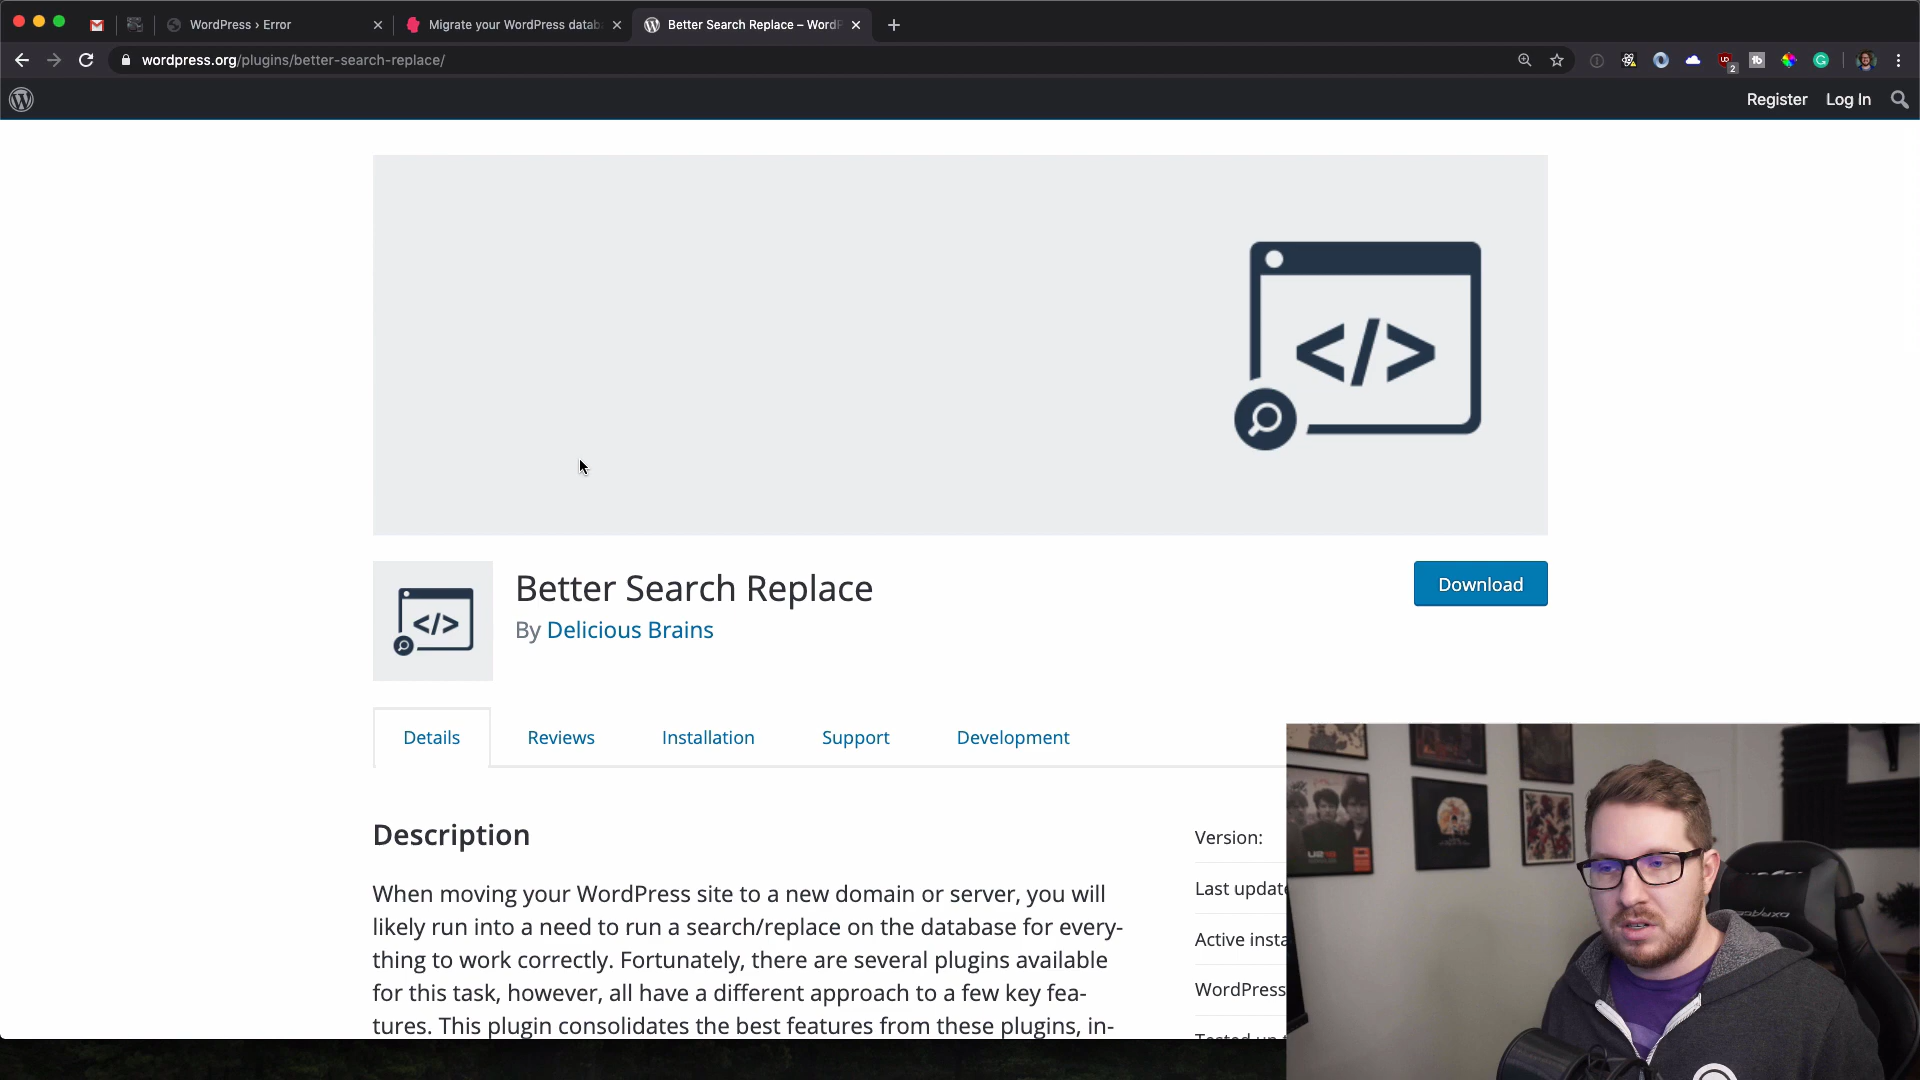 WordPress › Error
Migrate your WordPress datab
Better Search Replace – WordP
wordpress.org/plugins/better-search-replace/
2
Register
Log In
</>
Better Search Replace
By Delicious Brains
Download
</>
Details
Reviews
Installation
Support
Development
Description
When moving your WordPress site to a new domain or server, you will
likely run into a need to run a search/replace on the database for every-
thing to work correctly. Fortunately, there are several plugins available
for this task, however, all have a different approach to a few key fea-
tures. This plugin consolidates the best features from these plugins, in-
Version:
Last update
Active insta
WordPress
U2